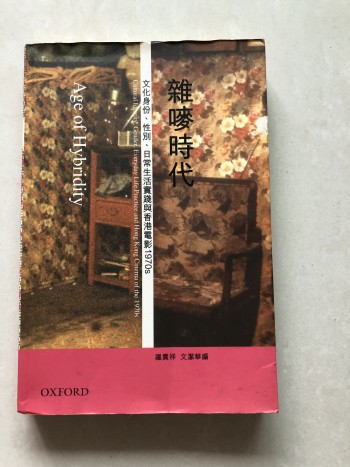 雜嘜時代
文化身份、性別、日常生活實踐與香港電影1970s
Cultural Identity, Gender, Everyday Life Practice and Hong Kong Cinema of the 1970s
Age of Hybridity
羅貴祥 文潔華編
OXFORD